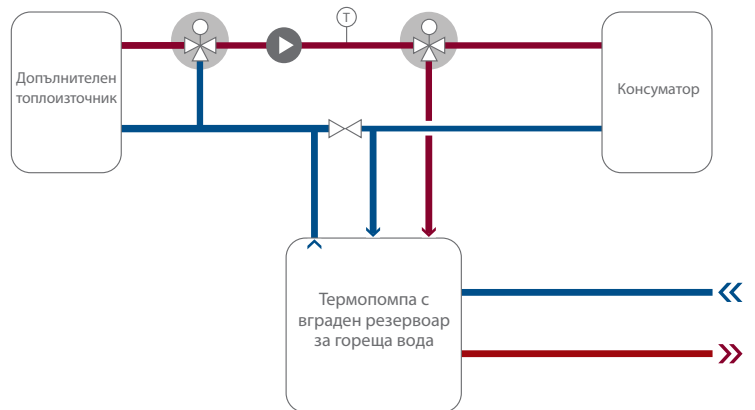 T
Допълнителен
топлоизточник
Консуматор
Термопомпа с
вграден резервоар
за гореща вода